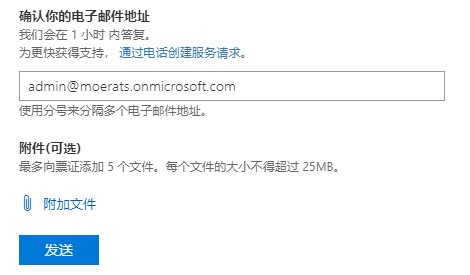 确认你的电子邮件地址
我们会在 1 小时 内答复。
为更快获得支持，通过电话创建服务请求。
admin@moerats.onmicrosoft.com
使用分号来分隔多个电子邮件地址。
附件(可选)
最多向票证添加 5 个文件。每个文件的大小不得超过 25MB。
附加文件
发送